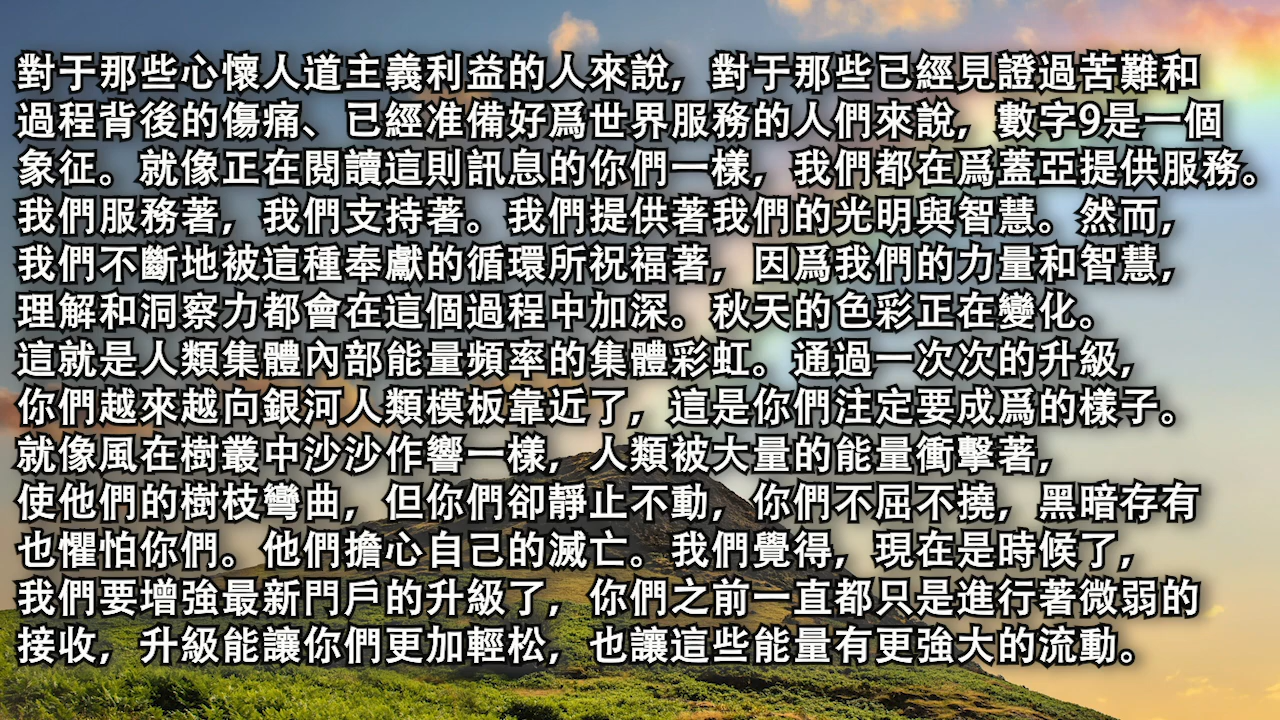 對于那些心懷人道主義利益的人來說，對于那些已經見證過苦難和
過程背後的傷痛、已經准備好爲世界服務的人們來說，數字9是一個
象征。就像正在閱讀這則訊息的你們一樣，我們都在爲蓋亞提供服務。
我們服務著，我們支持著。我們提供著我們的光明與智慧。然而，
我們不斷地被這種奉獻的循環所祝福著，因爲我們的力量和智慧，
理解和洞察力都會在這個過程中加深。秋天的色彩正在變化。
這就是人類集體內部能量頻率的集體彩虹。通過一次次的升級，
你們越來越向銀河人類模板靠近了，這是你們注定要成爲的樣子。
就像風在樹叢中沙沙作響一樣，人類被大量的能量衝擊著，
使他們的樹枝彎曲，但你們卻靜止不動，你們不屈不撓，黑暗存有
也懼怕你們。他們擔心自己的滅亡。我們覺得，現在是時候了，
我們要增強最新門戶的升級了，你們之前一直都只是進行著微弱的
接收，升級能讓你們更加輕松，也讓這些能量有更強大的流動。